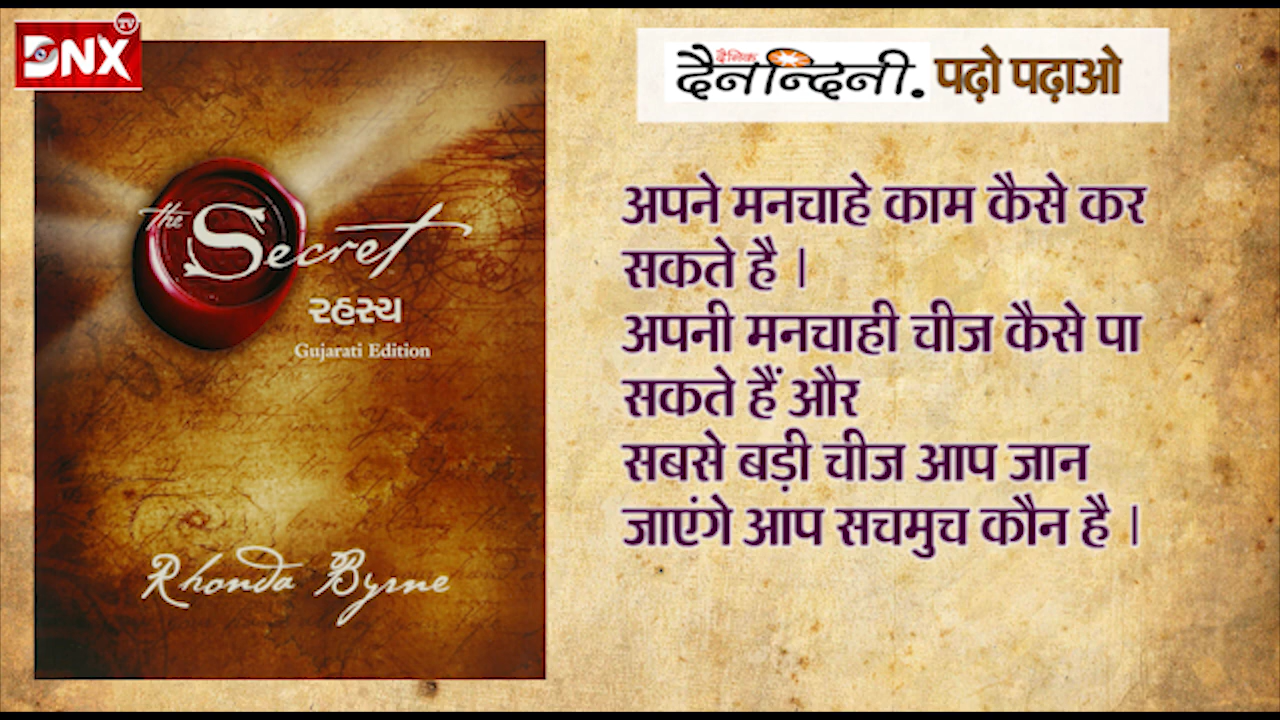 DNX TV
the Secret
રહસ્ય
Gujarati Edition
Rhonda Byrne
दैनिक
दैनन्दिनी. पढ़ो पढ़ाओ
अपने मनचाहे काम कैसे कर
सकते है ।
अपनी मनचाही चीज कैसे पा
सकते हैं और
सबसे बड़ी चीज आप जान
जाएंगे आप सचमुच कौन है ।